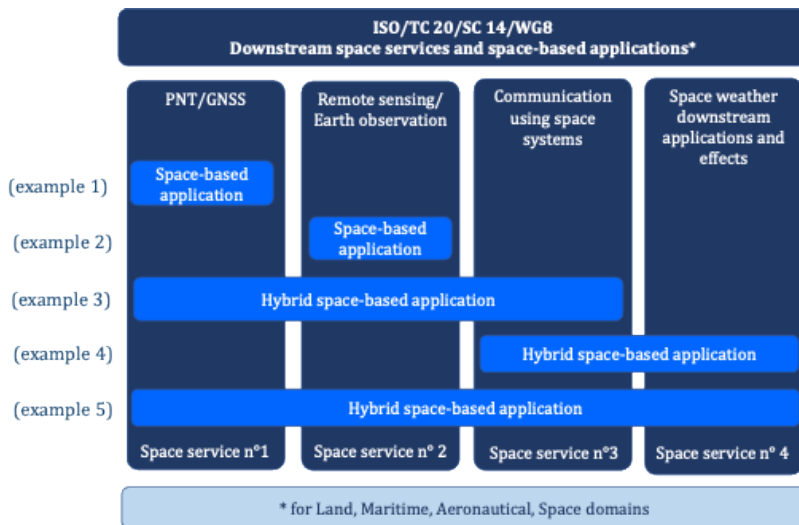 ISO/TC 20/SC 14/WG8
Downstream space services and space-based applications*
PNT/GNSS
Remote sensing/
Earth observation
Communication
using space
systems
Space weather
downstream
applications and
effects
(example 1)
Space-based
application
(example 2)
Space-based
application
(example 3)
Hybrid space-based application
(example 4)
Hybrid space-based application
(example 5)
Hybrid space-based application
Space service n°1
Space service n° 2
Space service n°3
Space service n° 4
* for Land, Maritime, Aeronautical, Space domains